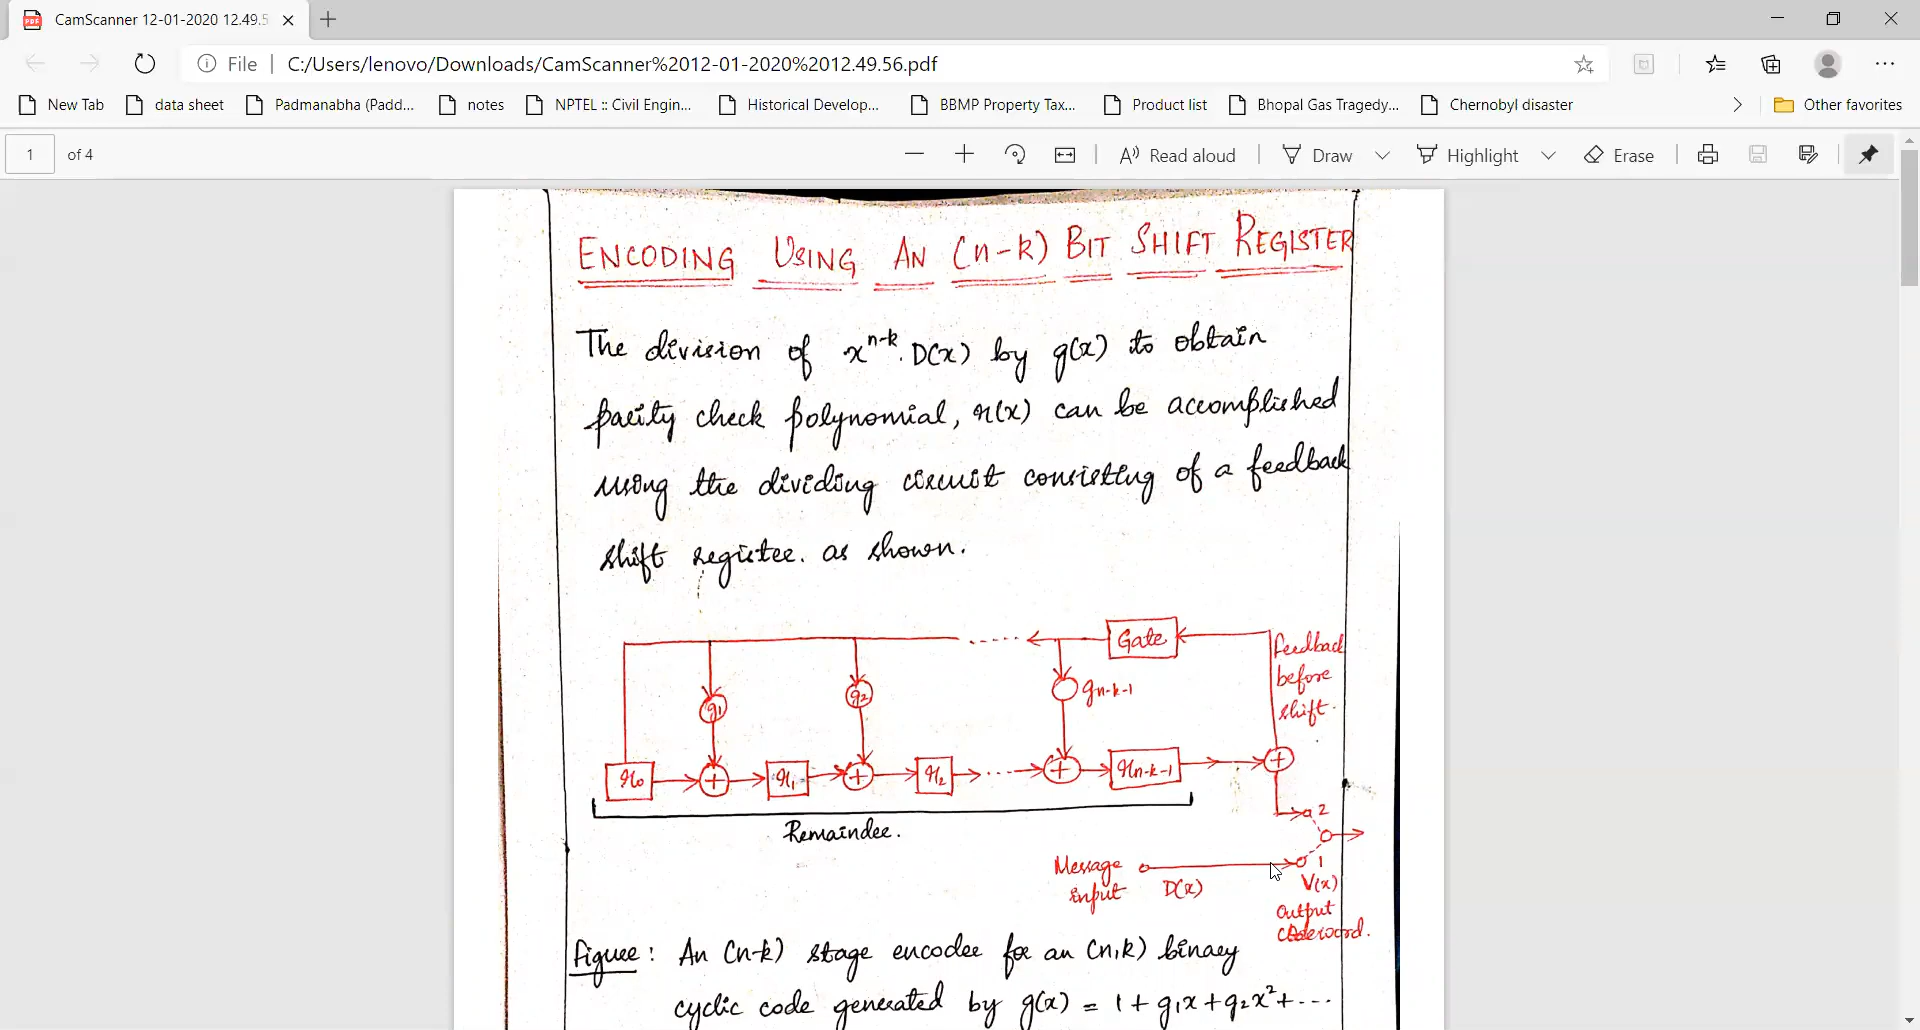 CamScanner 12-01-2020 12.49.5
File
C:/Users/lenovo/Downloads/CamScanner%2012-01-2020%2012.49.56.pdf
New Tab data sheet Padmanabha (Padd... notes NPTEL :: Civil Engin... Historical Develop... BBMP Property Tax... Product list Bhopal Gas Tragedy... Chernobyl disaster Other favorites
1 of 4 Read aloud Draw Highlight Erase
ENCODING USING AN (n-k) BIT SHIFT REGISTER
The division of x^{n-k}. D(x) by g(x) to obtain
parity check polynomial, r(x) can be accomplished
using the dividing circuit consisting of a feedback
shift register. as shown.
Gate
Feedback
before
shift.
g1 g2 gn-k-1
r0 + r1 + r2 ... + rn-k-1 +
Remainder.
2
Message
input
D(x)
1
V(x)
Output
Codeword.
Figure : An (n-k) stage encoder for an (n,k) binary
cyclic code generated by g(x) = 1 + g1x + g2x² + ...